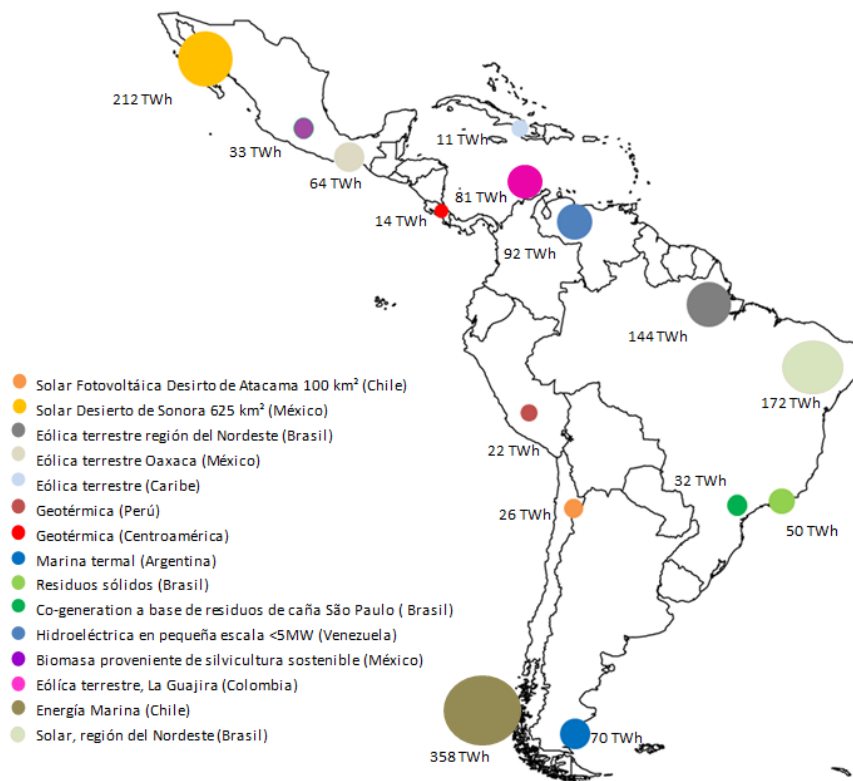 212 TWh
33 TWh
11 TWh
64 TWh
81 TWh
14 TWh
92 TWh
144 TWh
172 TWh
22 TWh
32 TWh
26 TWh
50 TWh
358 TWh
70 TWh
Solar Fotovoltáica Desirto de Atacama 100 km² (Chile)
Solar Desierto de Sonora 625 km² (México)
Eólica terrestre región del Nordeste (Brasil)
Eólica terrestre Oaxaca (México)
Eólica terrestre (Caribe)
Geotérmica (Perú)
Geotérmica (Centroamérica)
Marina termal (Argentina)
Residuos sólidos (Brasil)
Co-generation a base de residuos de caña São Paulo ( Brasil)
Hidroeléctrica en pequeña escala <5MW (Venezuela)
Biomasa proveniente de silvicultura sostenible (México)
Eólíca terrestre, La Guajira (Colombia)
Energía Marina (Chile)
Solar, región del Nordeste (Brasil)